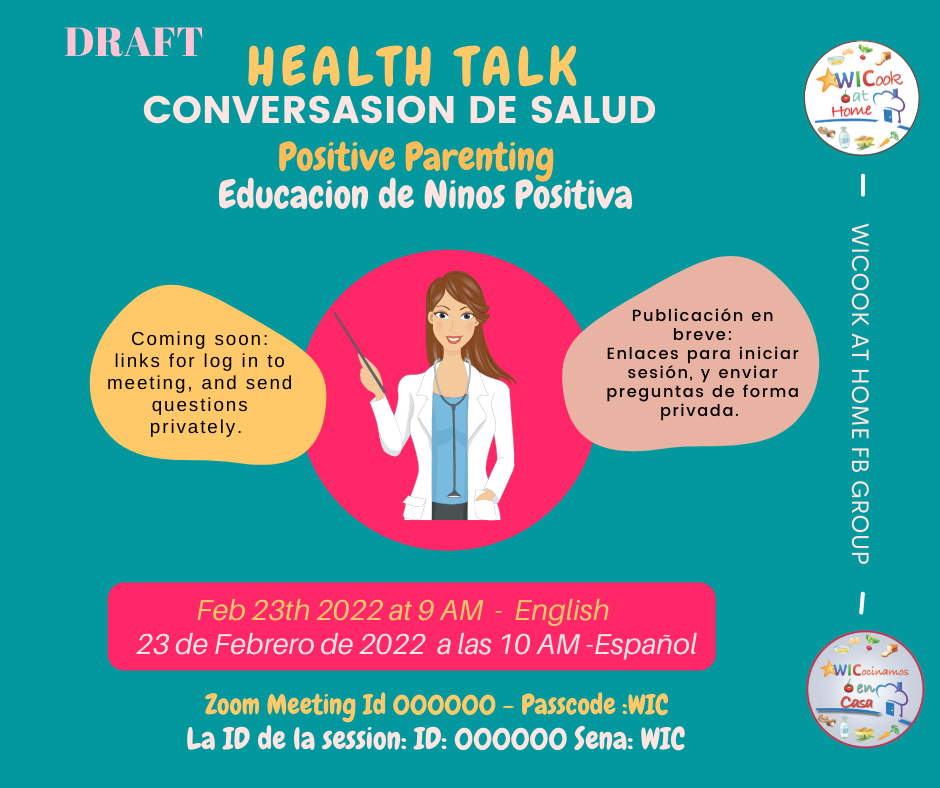 DRAFT
HEALTH TALK
CONVERSASION DE SALUD
Positive Parenting
Educacion de Ninos Positiva
Coming soon:
links for log in to
meeting, and send
questions
privately.
Publicación en
breve:
Enlaces para iniciar
sesión, y enviar
preguntas de forma
privada.
Feb 23th 2022 at 9 AM - English
23 de Febrero de 2022 a las 10 AM -Español
Zoom Meeting Id 000000 - Passcode :WIC
La ID de la session: ID: 000000 Sena: WIC
WICook
at
Home
WICOOK AT HOME FB GROUP
WICocinamos
en
Casa